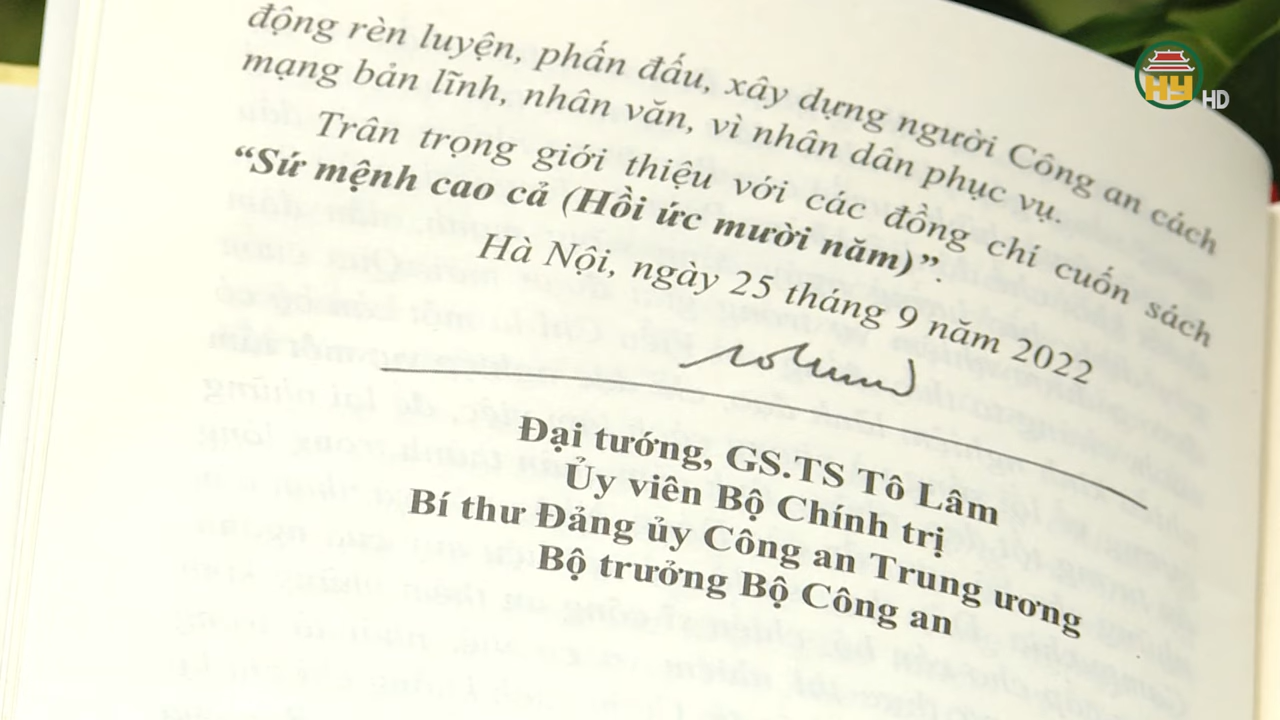 động rèn luyện, phấn đấu, xây dựng người Công an cách
mạng bản lĩnh, nhân văn, vì nhân dân phục vụ.
Trân trọng giới thiệu với các đồng chí cuốn sách
“Sứ mệnh cao cả (Hồi ức mười năm)”.
Hà Nội, ngày 25 tháng 9 năm 2022
Đại tướng, GS.TS Tô Lâm
Ủy viên Bộ Chính trị
Bí thư Đảng ủy Công an Trung ương
Bộ trưởng Bộ Công an
HY HD